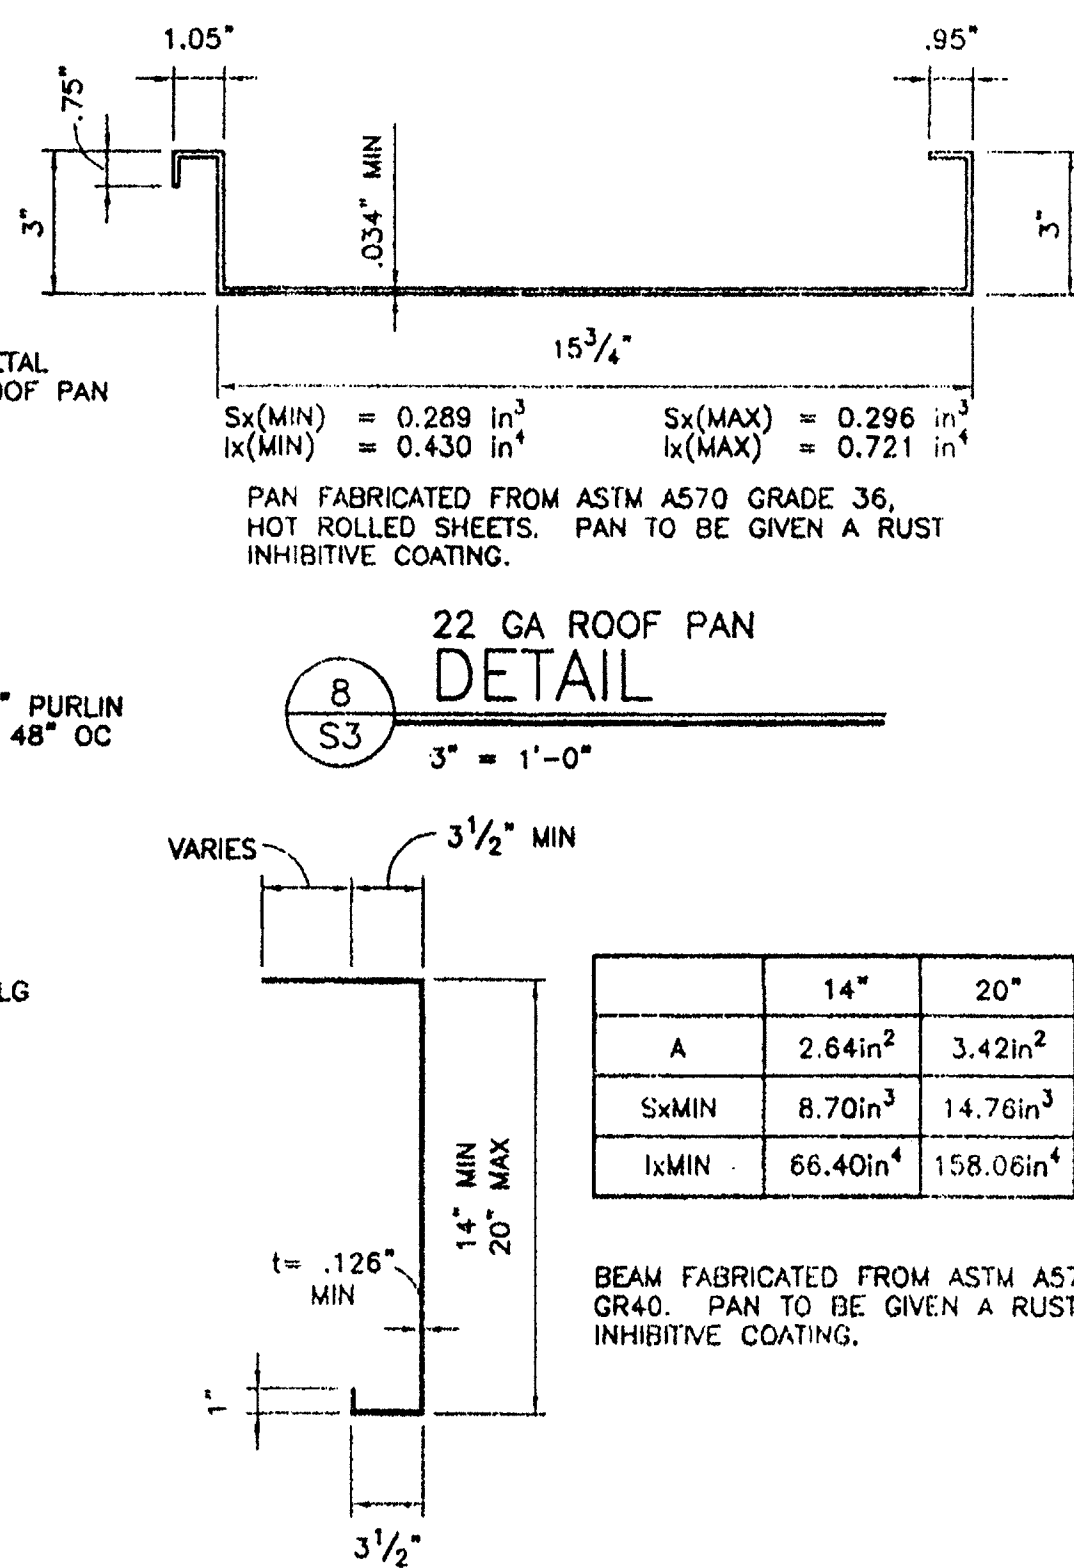 1.05"
.95"
.75"
3"
.034" MIN
3"
15 3/4"
OOF PAN
Sx(MIN) = 0.289 in³
Sx(MAX) = 0.296 in³
Ix(MIN) = 0.430 in⁴
Ix(MAX) = 0.721 in⁴
PAN FABRICATED FROM ASTM A570 GRADE 36,
HOT ROLLED SHEETS. PAN TO BE GIVEN A RUST
INHIBITIVE COATING.
22 GA ROOF PAN
DETAIL
8
S3
3" = 1'-0"
" PURLIN
48" OC
VARIES
3 1/2" MIN
LG
14" 20"
A 2.64in² 3.42in²
SxMIN 8.70in³ 14.76in³
IxMIN 66.40in⁴ 158.06in⁴
14" MIN
20" MAX
t= .126"
MIN
BEAM FABRICATED FROM ASTM A57
GR40. PAN TO BE GIVEN A RUST
INHIBITIVE COATING.
1"
3 1/2"